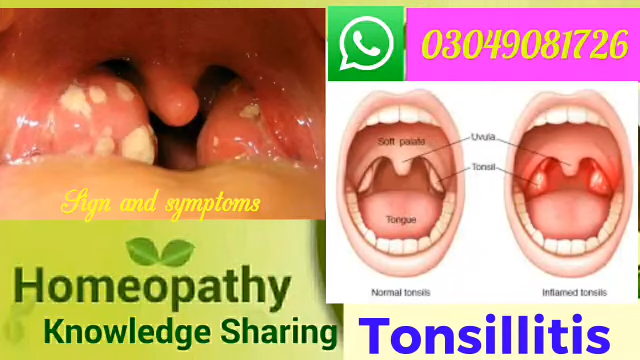 03049081726
Soft palate
Uvula
Tonsil
Tongue
Normal tonsils
Inflamed tonsils
Sign and symptoms
Homeopathy
Knowledge Sharing
Tonsillitis